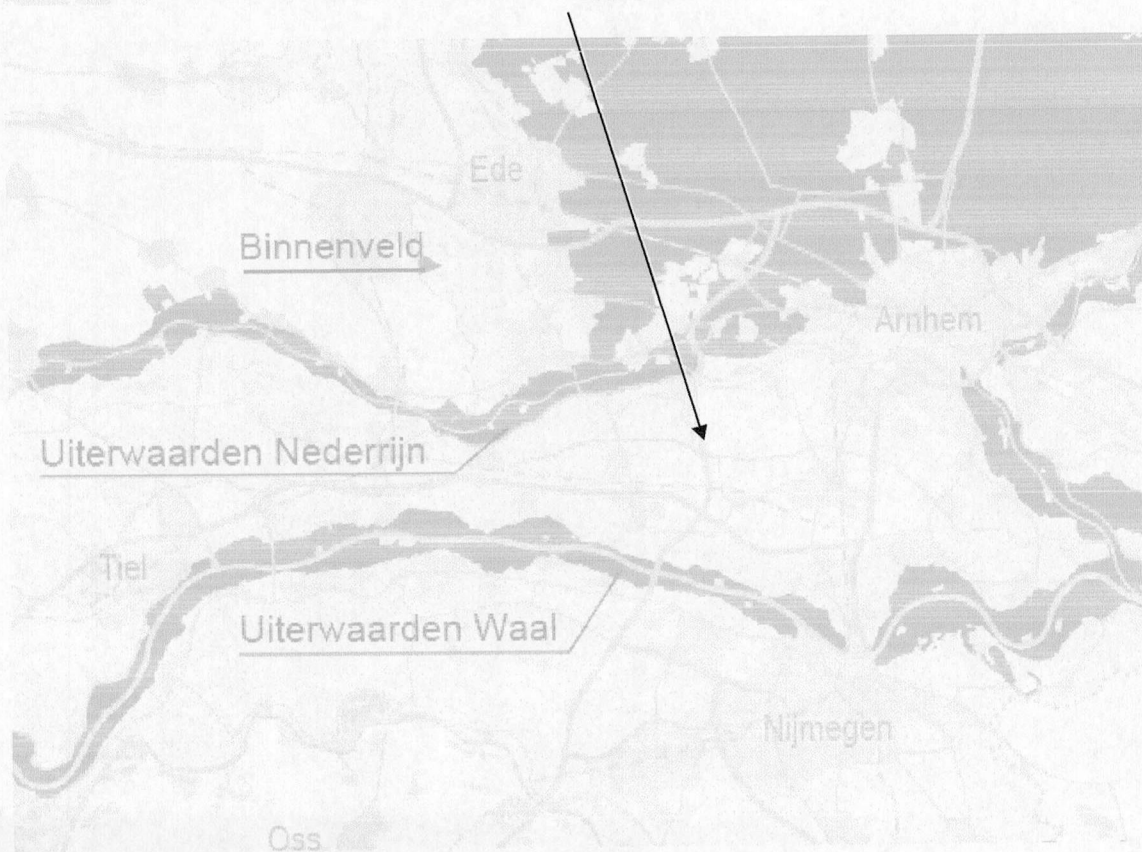 Ede
Binnenveld
Arnhem
Uiterwaarden Nederrijn
Tiel
Uiterwaarden Waal
Nijmegen
Oss